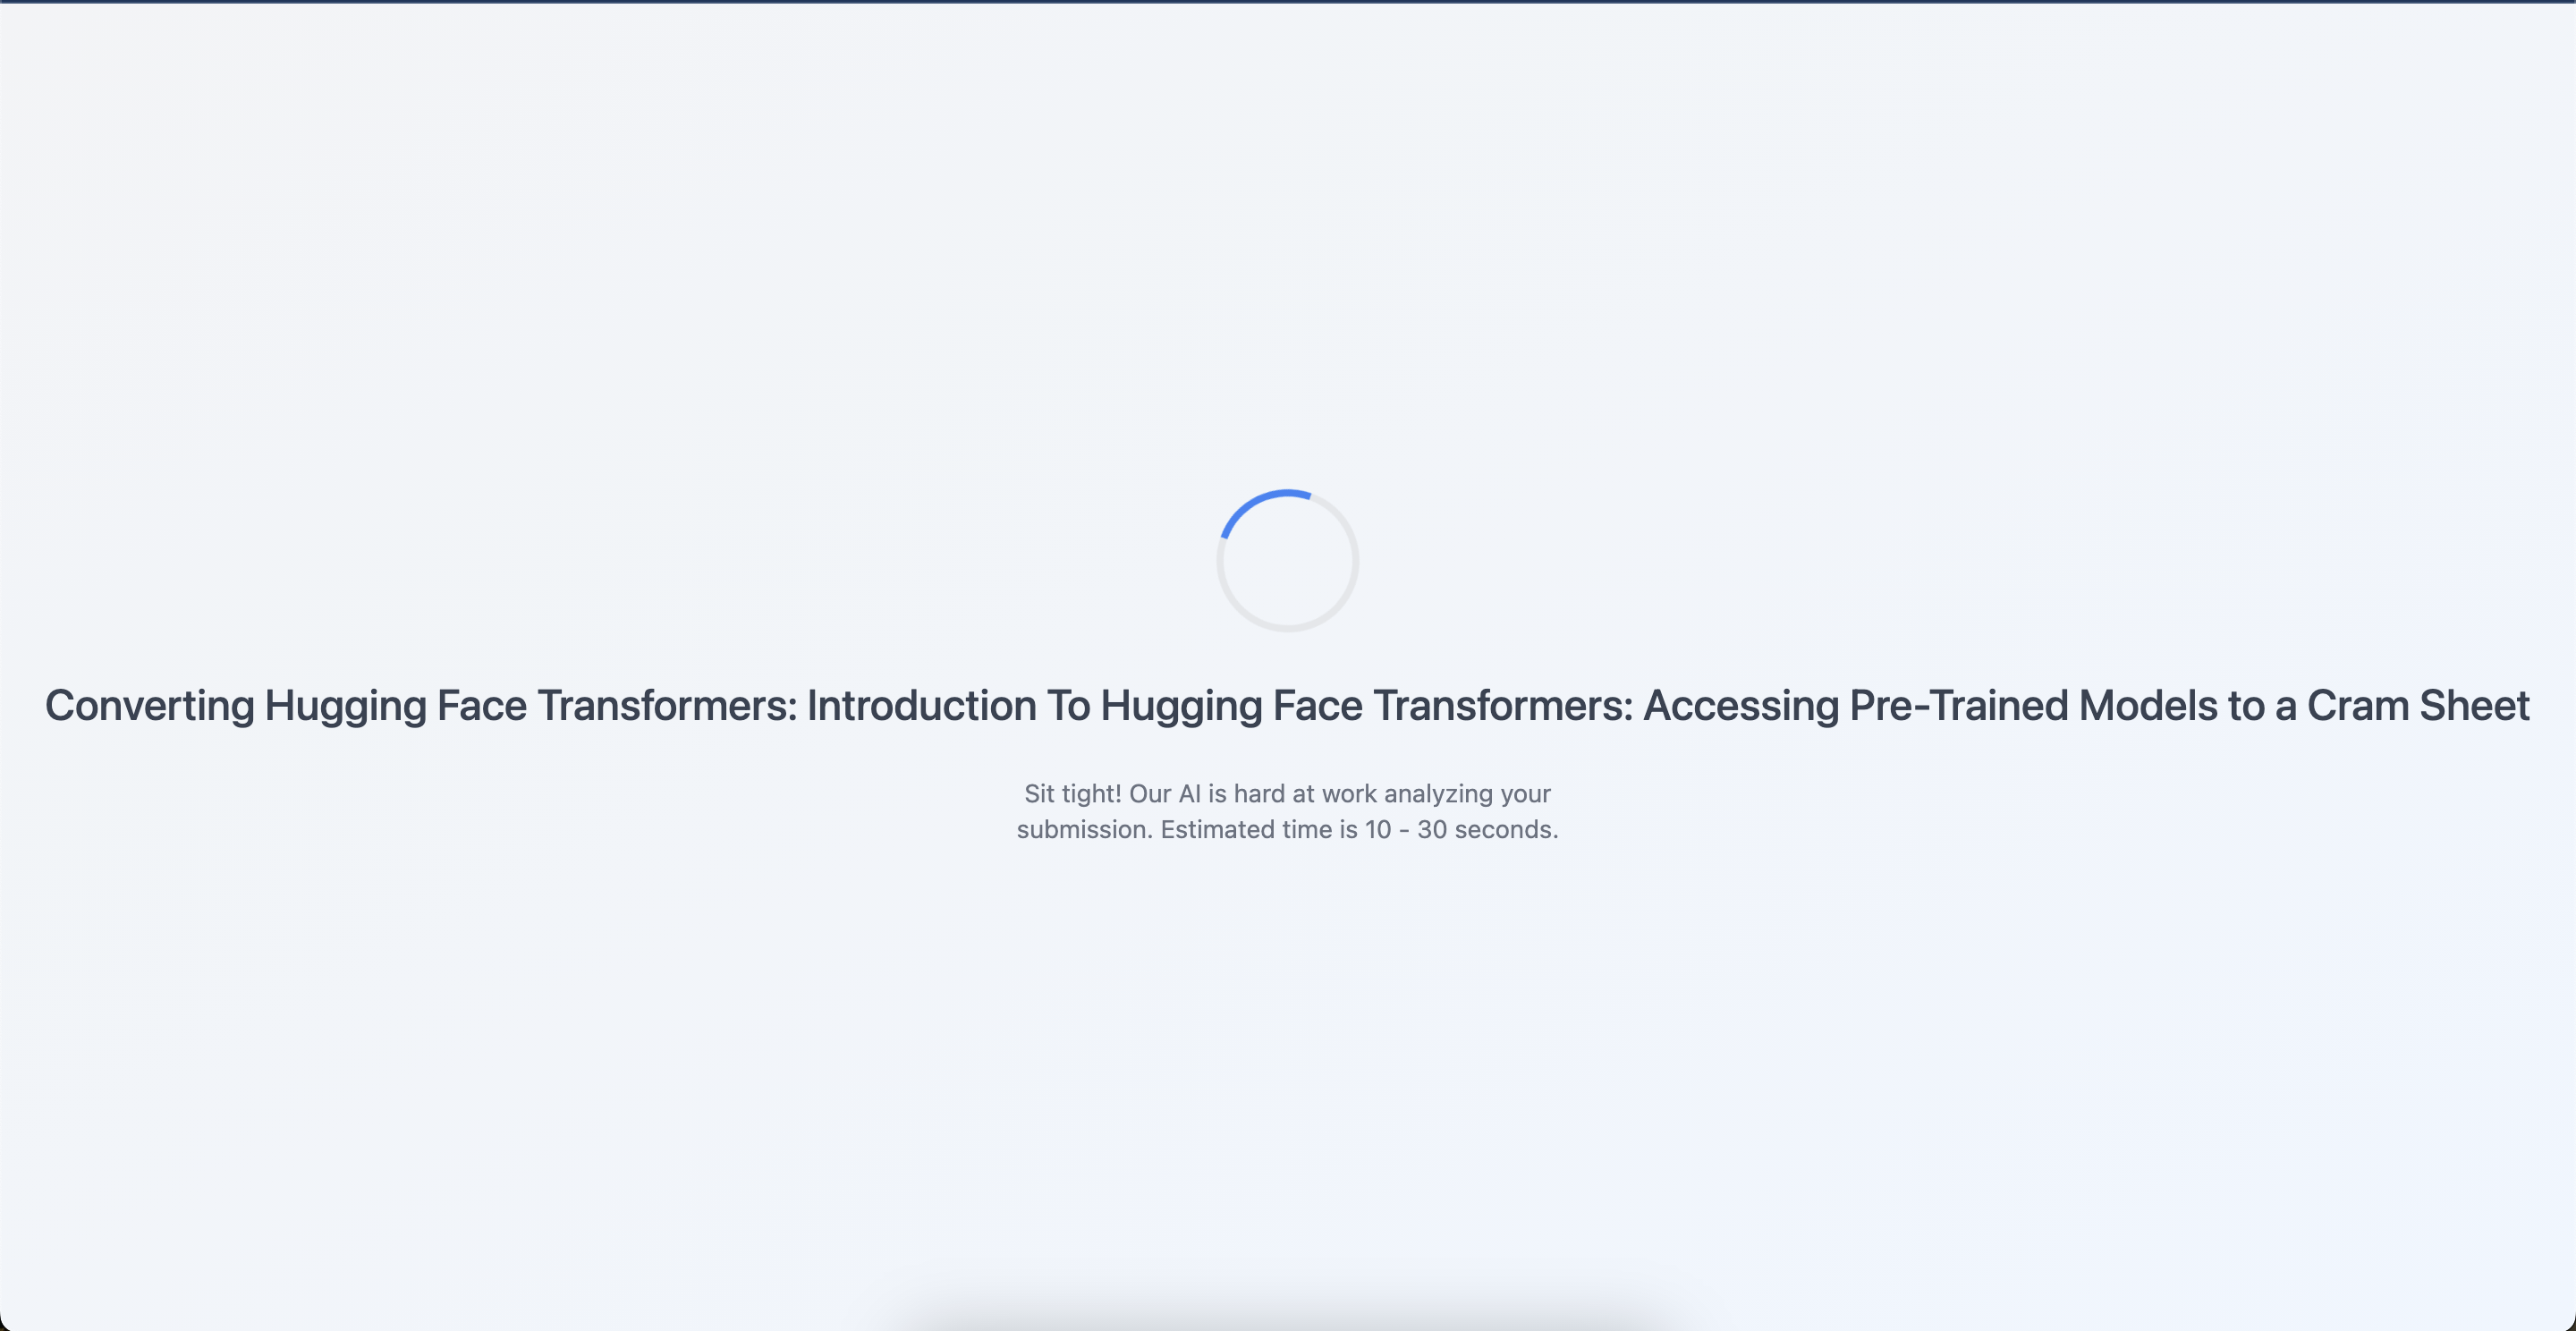 Converting Hugging Face Transformers: Introduction To Hugging Face Transformers: Accessing Pre-Trained Models to a Cram Sheet
Sit tight! Our AI is hard at work analyzing your
submission. Estimated time is 10 - 30 seconds.